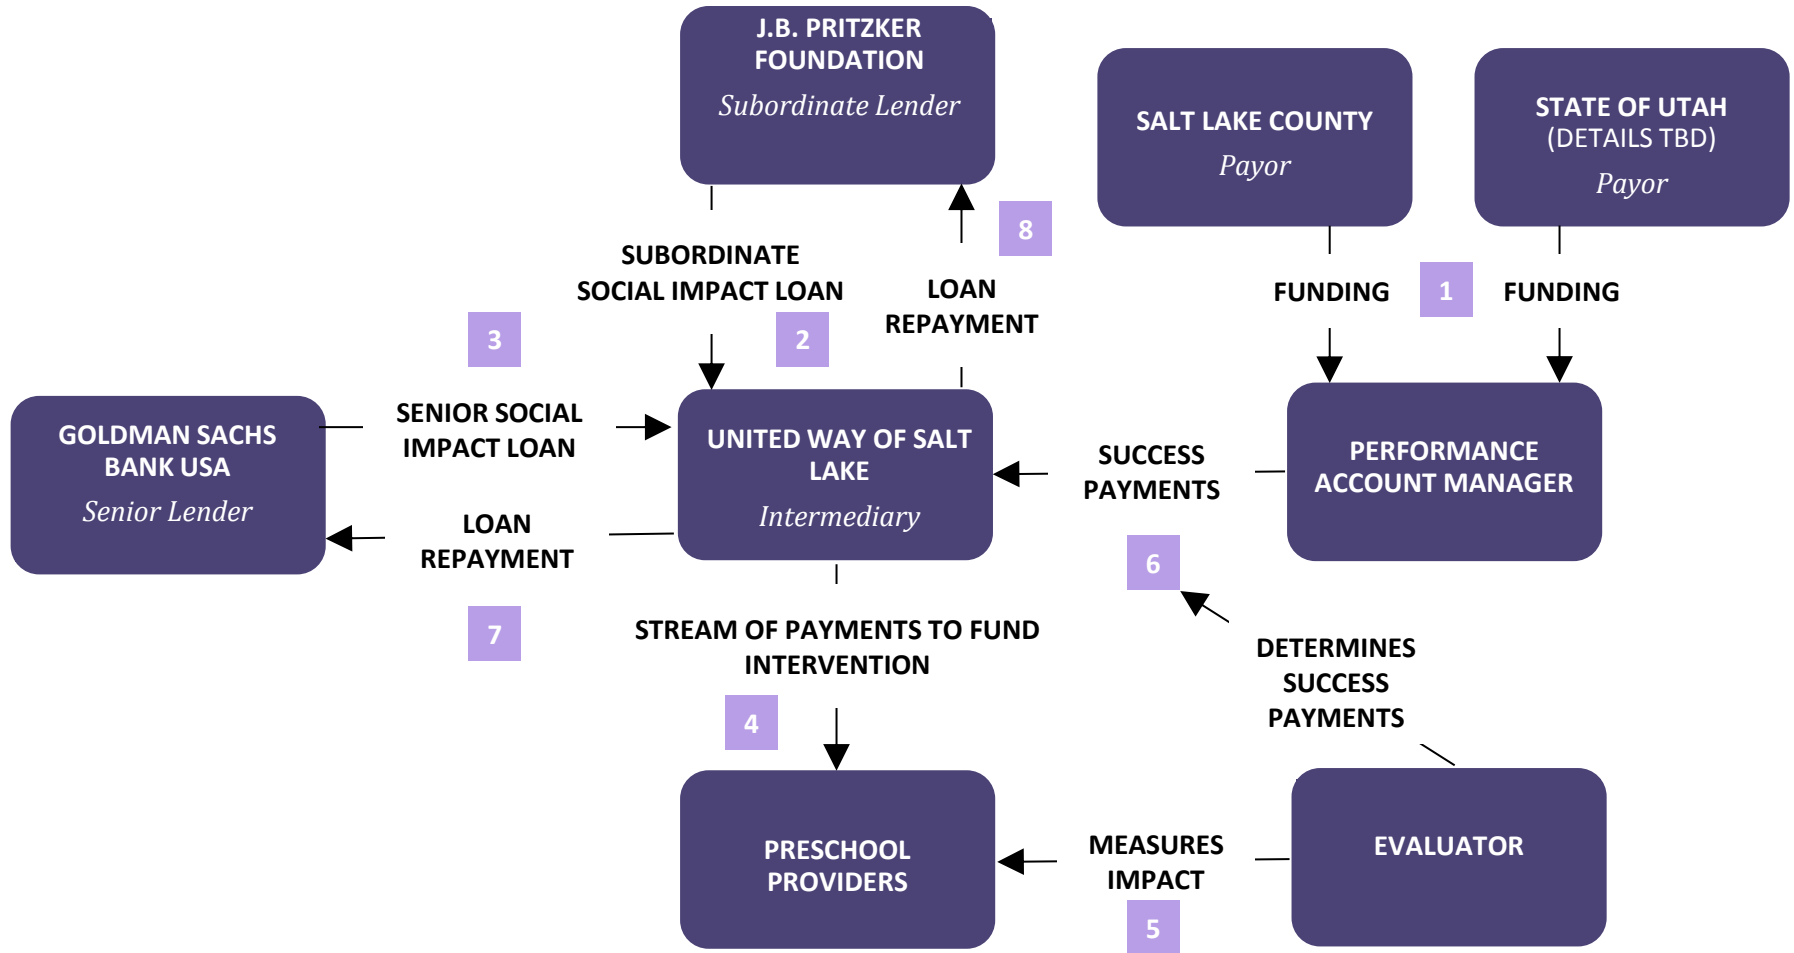 J.B. PRITZKER
FOUNDATION
Subordinate Lender
SALT LAKE COUNTY
Payor
STATE OF UTAH
(DETAILS TBD)
Payor
8
SUBORDINATE
SOCIAL IMPACT LOAN
LOAN
REPAYMENT
FUNDING
1
FUNDING
3
2
GOLDMAN SACHS
BANK USA
Senior Lender
SENIOR SOCIAL
IMPACT LOAN
UNITED WAY OF SALT
LAKE
Intermediary
SUCCESS
PAYMENTS
PERFORMANCE
ACCOUNT MANAGER
LOAN
REPAYMENT
6
7
STREAM OF PAYMENTS TO FUND
INTERVENTION
DETERMINES
SUCCESS
PAYMENTS
4
PRESCHOOL
PROVIDERS
MEASURES
IMPACT
EVALUATOR
5